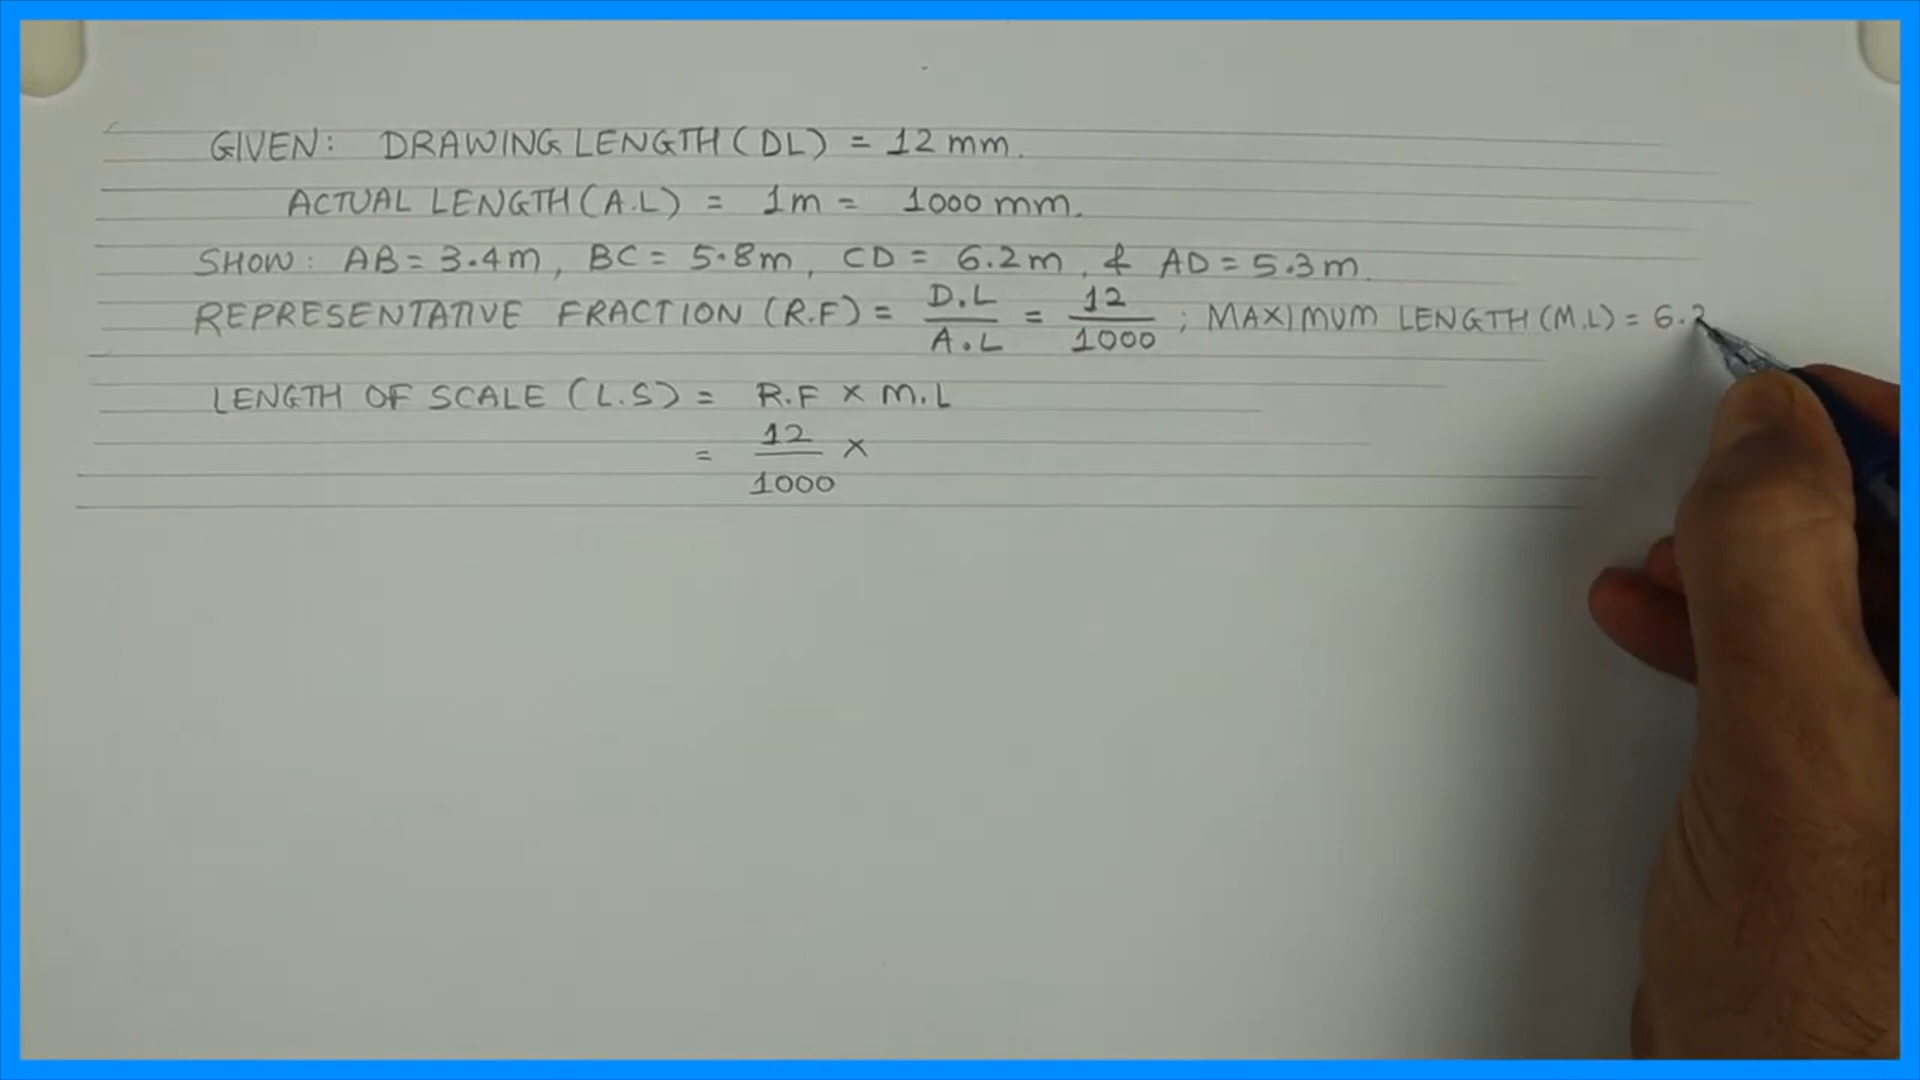 GIVEN: DRAWING LENGTH (DL) = 12 mm.
ACTUAL LENGTH (A.L) = 1m = 1000 mm.
SHOW: AB = 3.4m, BC = 5.8m, CD = 6.2m, & AD = 5.3m.
REPRESENTATIVE FRACTION (R.F) = D.L / A.L = 12 / 1000 ; MAXIMUM LENGTH (M.L) = 6.2
LENGTH OF SCALE (L.S) = R.F × M.L
= 12 / 1000 ×